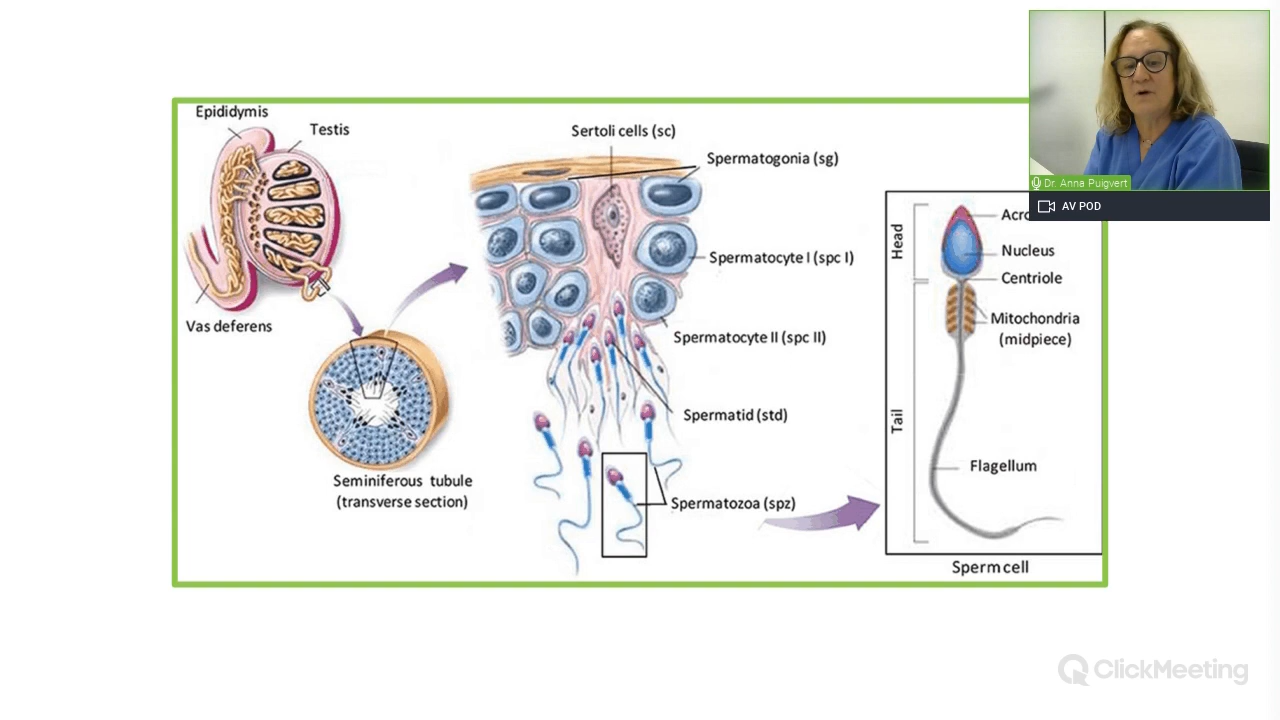 Epididymis
Testis
Vas deferens
Seminiferous tubule
(transverse section)
Sertoli cells (sc)
Spermatogonia (sg)
Spermatocyte I (spc I)
Spermatocyte II (spc II)
Spermatid (std)
Spermatozoa (spz)
Head
Tail
Acro
Nucleus
Centriole
Mitochondria
(midpiece)
Flagellum
Sperm cell
Dr. Anna Puigvert
AV POD
ClickMeeting